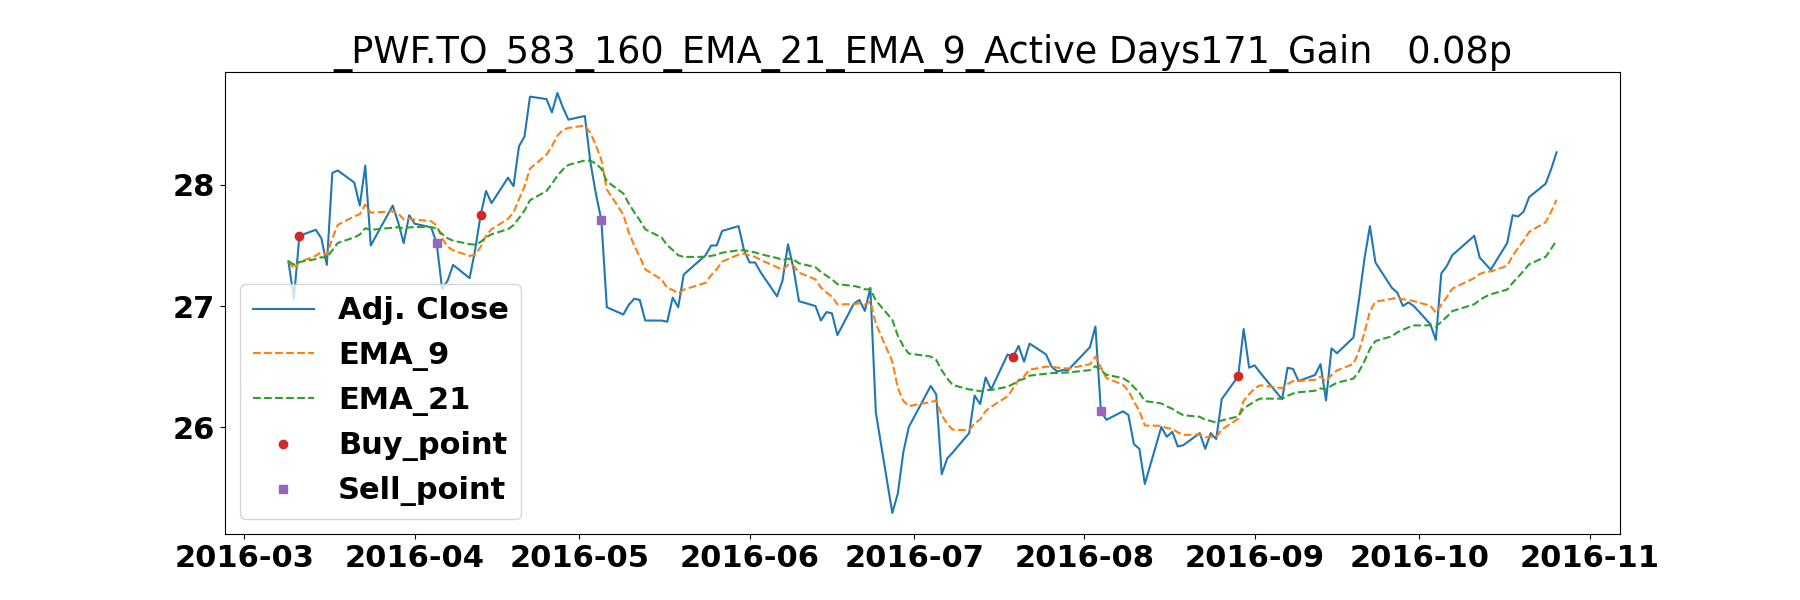 _PWF.TO_583_160_EMA_21_EMA_9_Active Days171_Gain   0.08p
28
27
26
Adj. Close
EMA_9
EMA_21
Buy_point
Sell_point
2016-03 2016-04 2016-05 2016-06 2016-07 2016-08 2016-09 2016-10 2016-11